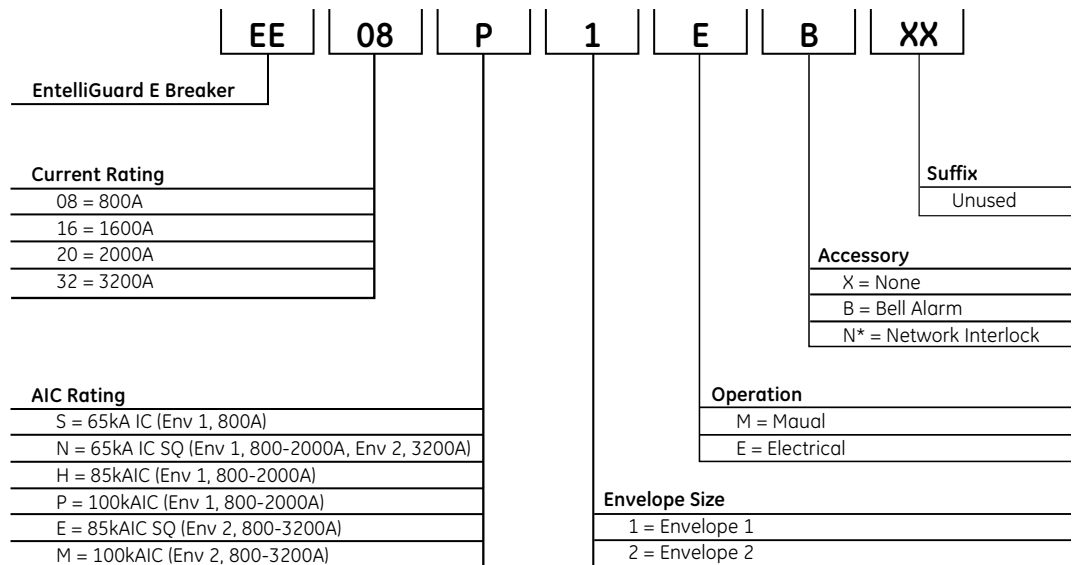 EE 08 P 1 E B XX
EntelliGuard E Breaker
Current Rating
08 = 800A
16 = 1600A
20 = 2000A
32 = 3200A
AIC Rating
S = 65kA IC (Env 1, 800A)
N = 65kA IC SQ (Env 1, 800-2000A, Env 2, 3200A)
H = 85kAIC (Env 1, 800-2000A)
P = 100kAIC (Env 1, 800-2000A)
E = 85kAIC SQ (Env 2, 800-3200A)
M = 100kAIC (Env 2, 800-3200A)
Suffix
Unused
Accessory
X = None
B = Bell Alarm
N* = Network Interlock
Operation
M = Maual
E = Electrical
Envelope Size
1 = Envelope 1
2 = Envelope 2